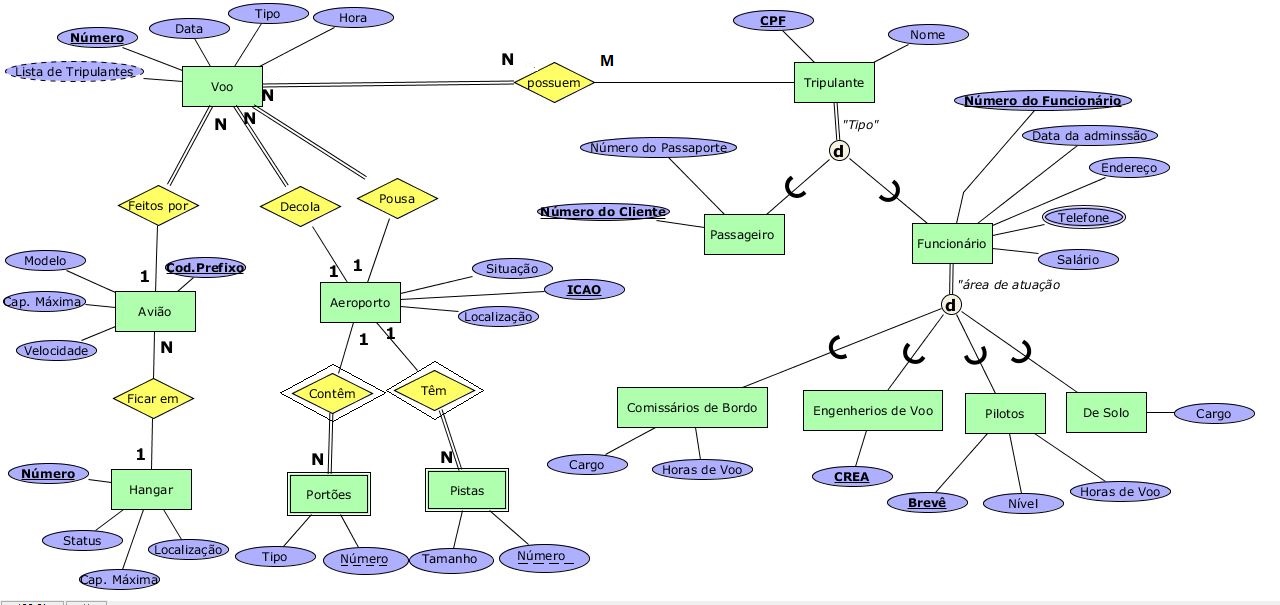 Tipo
Hora
Data
Número
Lista de Tripulantes
Voo
N
possuem
M
CPF
Nome
Tripulante
"Tipo"
d
Número do Funcionário
Data da adminssão
Endereço
Telefone
Salário
Número do Passaporte
Número do Cliente
Passageiro
Funcionário
"área de atuação
d
N
N
N
Feitos por
Decola
Pousa
1
1
1
Modelo
Cod.Prefixo
Cap. Máxima
Avião
Velocidade
Situação
ICAO
Aeroporto
Localização
N
1
1
Ficar em
Contêm
Têm
1
N
N
Número
Hangar
Status
Localização
Cap. Máxima
Portões
Pistas
Tipo
Número
Tamanho
Número
Comissários de Bordo
Engenherios de Voo
Pilotos
De Solo
Cargo
Cargo
Horas de Voo
CREA
Brevê
Nível
Horas de Voo